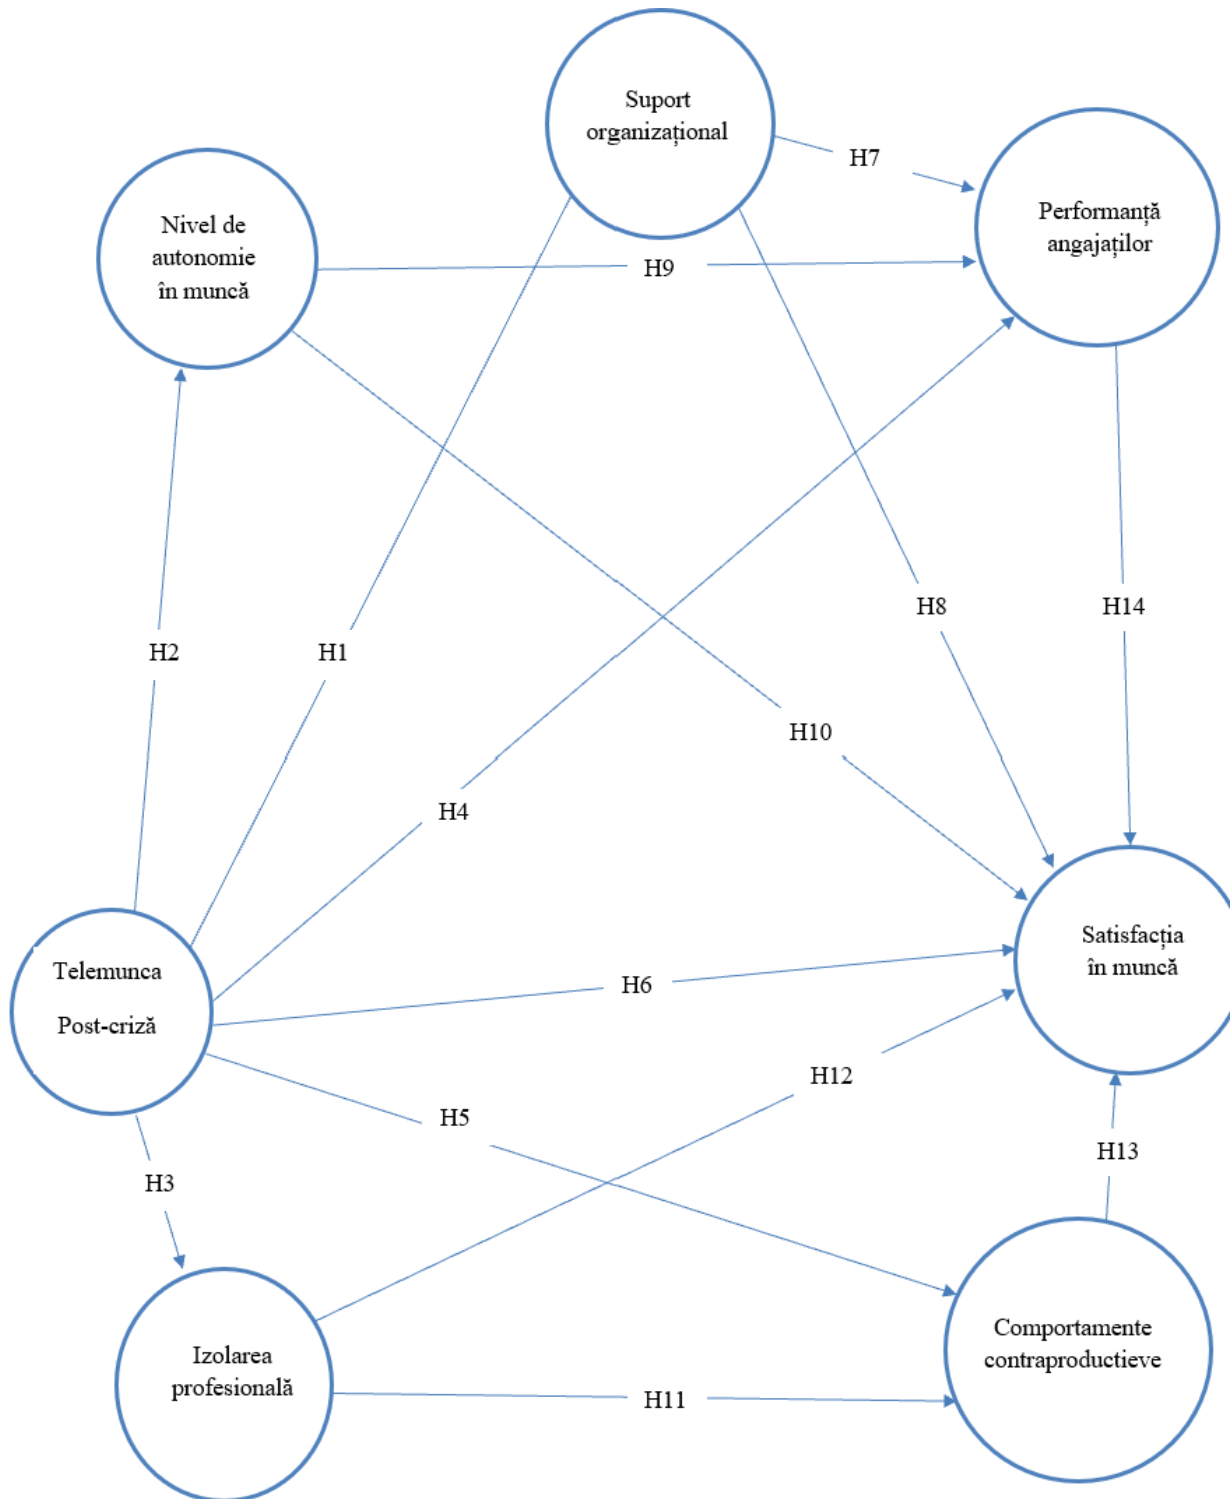 Suport
organizațional
H7
Performanță
angajaților
Nivel de
autonomie
în muncă
H9
H8
H14
H2
H1
H10
H4
Satisfacția
în muncă
Telemunca
Post-criză
H6
H12
H5
H13
H3
Comportamente
contraproductieve
Izolarea
profesională
H11